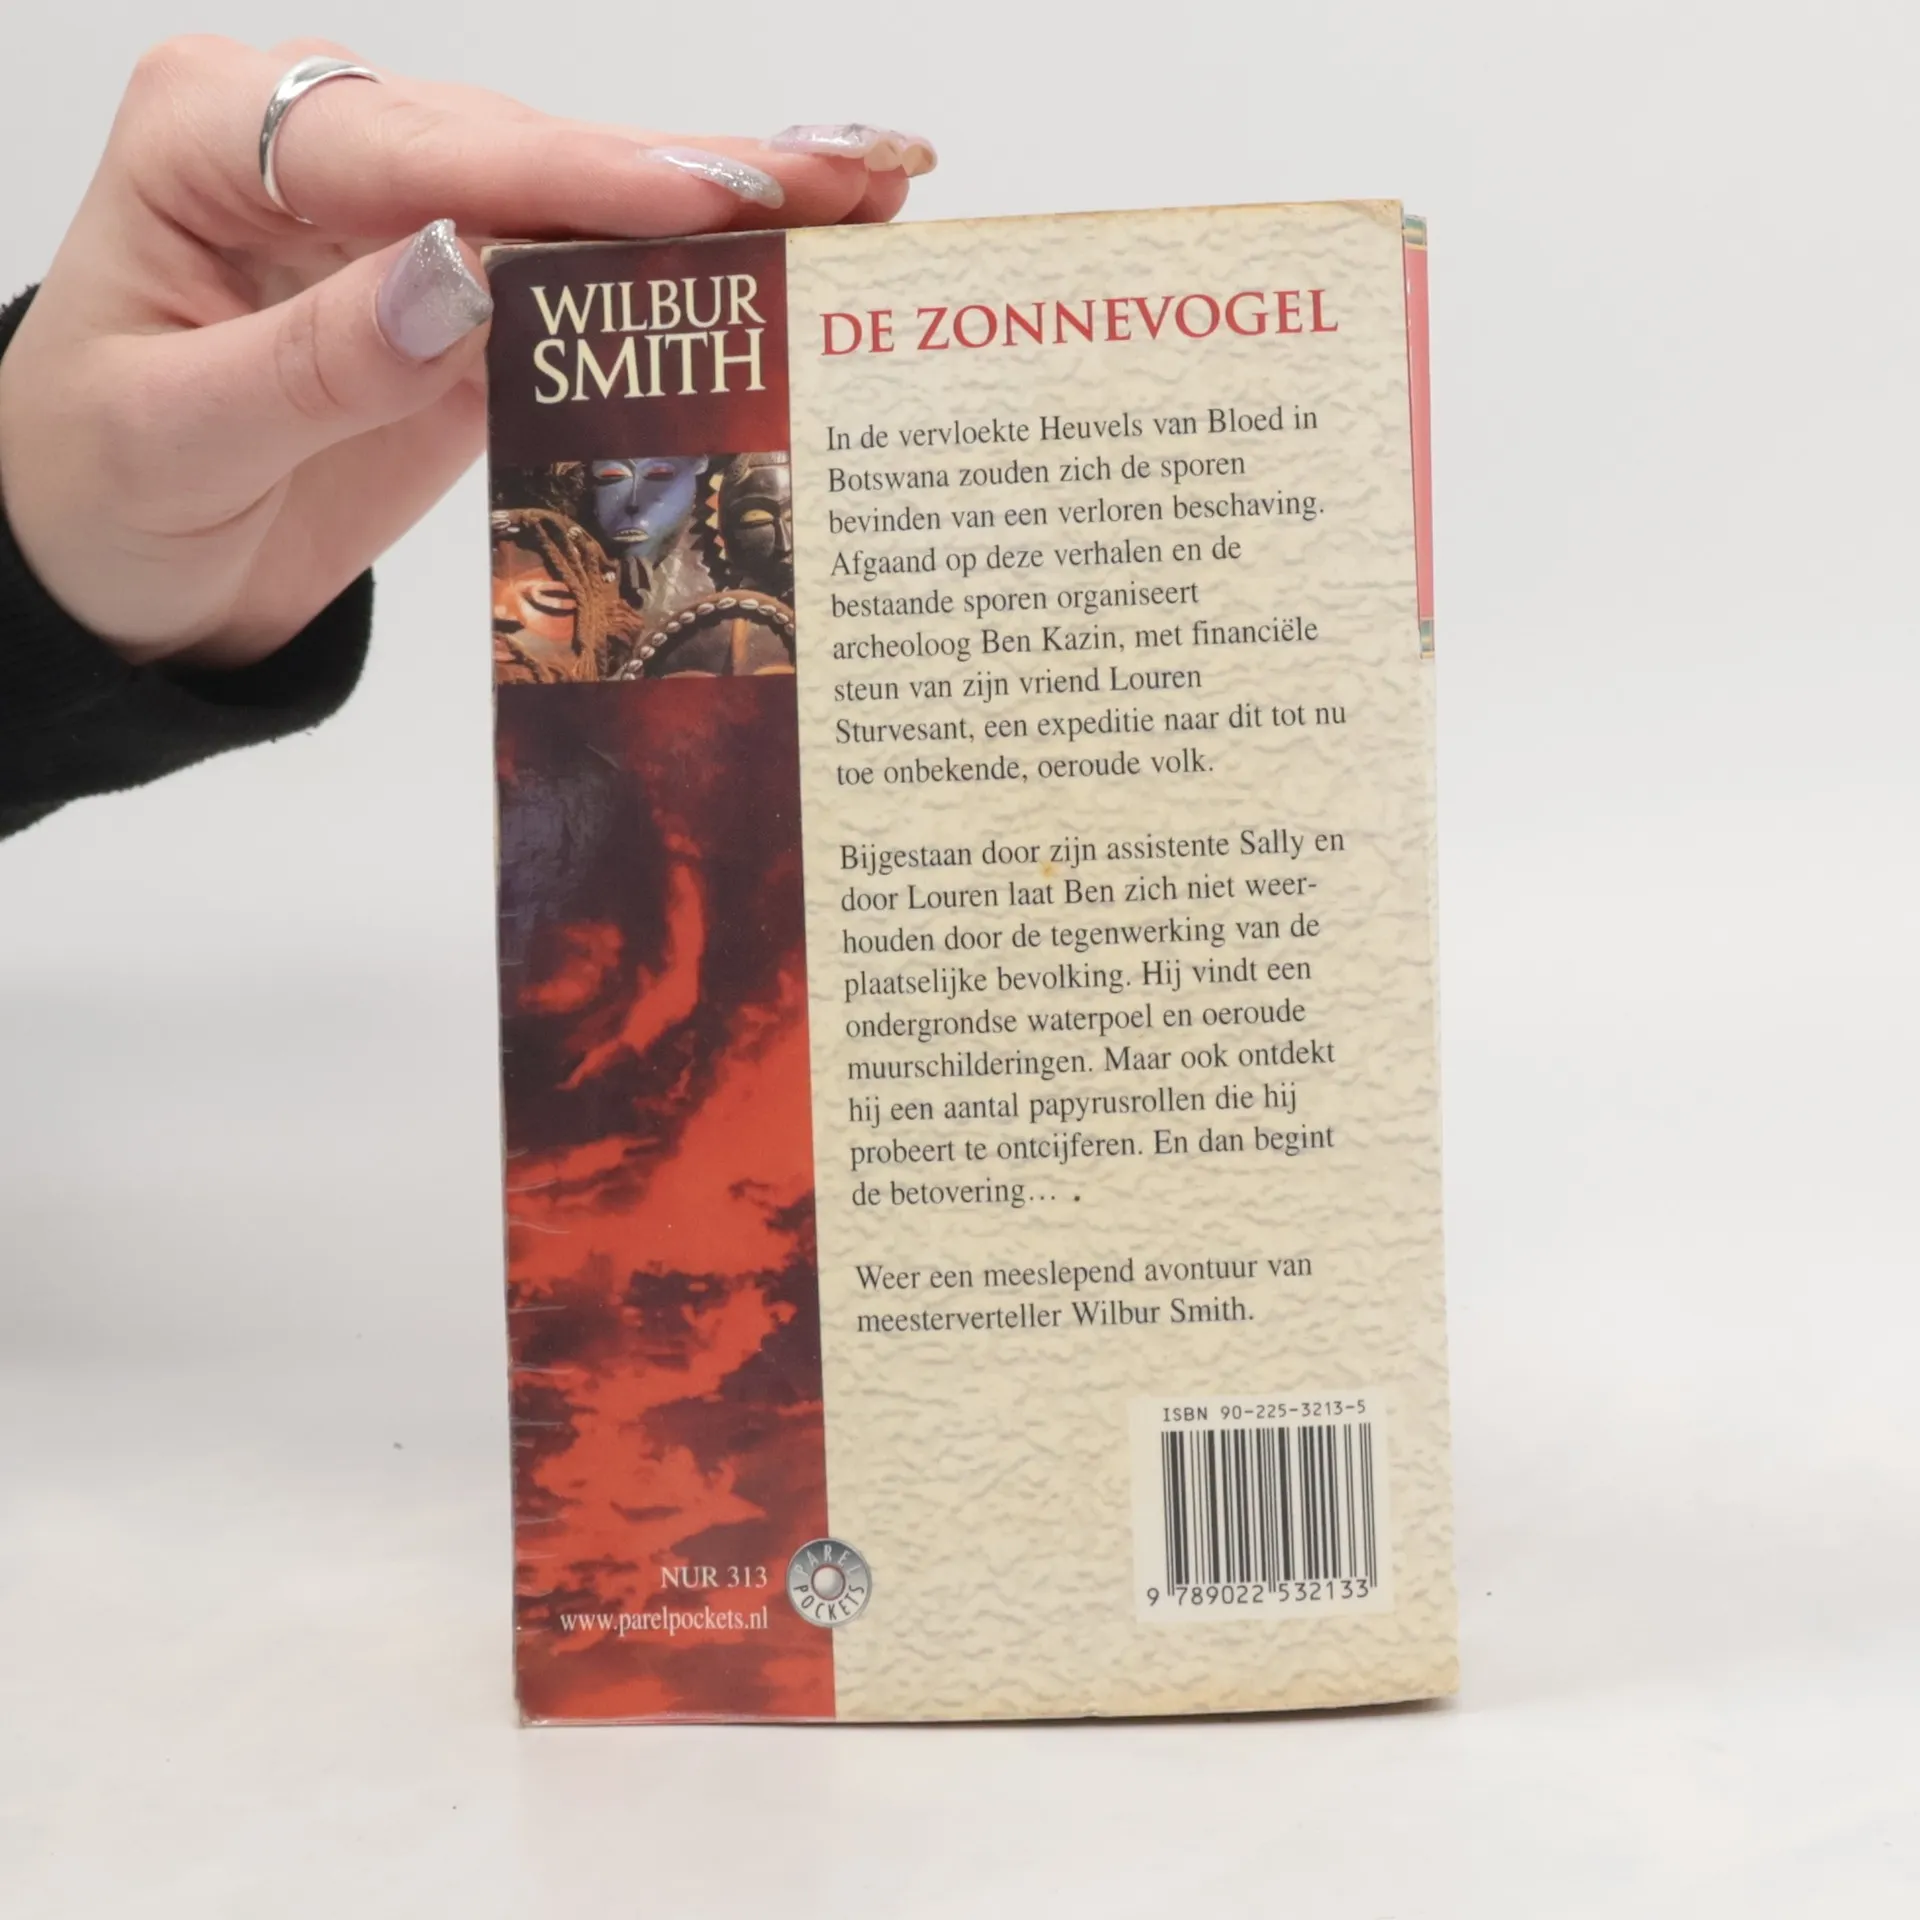 WILBUR
SMITH
DE ZONNEVOGEL
In de vervloekte Heuvels van Bloed in
Botswana zouden zich de sporen
bevinden van een verloren beschaving.
Afgaand op deze verhalen en de
bestaande sporen organiseert
archeoloog Ben Kazin, met financiële
steun van zijn vriend Louren
Sturvesant, een expeditie naar dit tot nu
toe onbekende, oeroude volk.
Bijgestaan door zijn assistente Sally en
door Louren laat Ben zich niet weer-
houden door de tegenwerking van de
plaatselijke bevolking. Hij vindt een
ondergrondse waterpoel en oeroude
muurschilderingen. Maar ook ontdekt
hij een aantal papyrusrollen die hij
probeert te ontcijferen. En dan begint
de betovering... .
Weer een meeslepend avontuur van
meesterverteller Wilbur Smith.
ISBN 90-225-3213-5
9 789022 532133
NUR 313
www.parelpockets.nl
PAREL
POCKETS